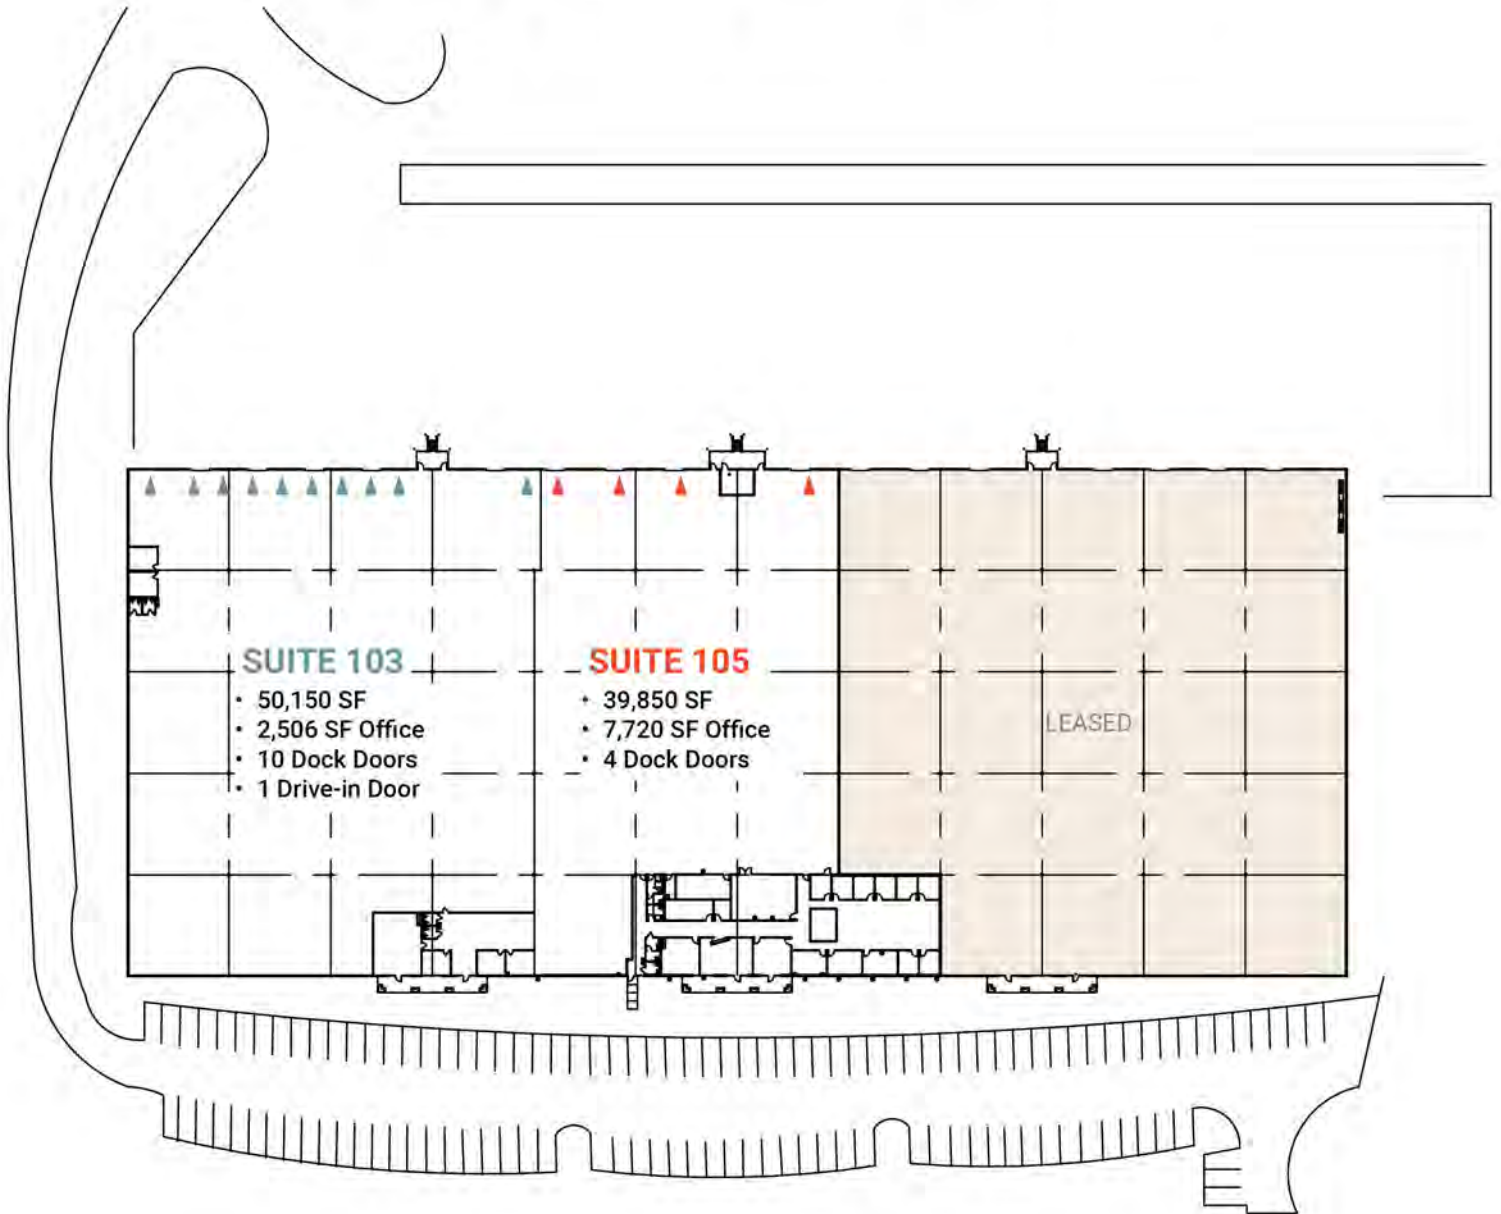 SUITE 103
• 50,150 SF
• 2,506 SF Office
• 10 Dock Doors
• 1 Drive-in Door
SUITE 105
• 39,850 SF
• 7,720 SF Office
• 4 Dock Doors
LEASED